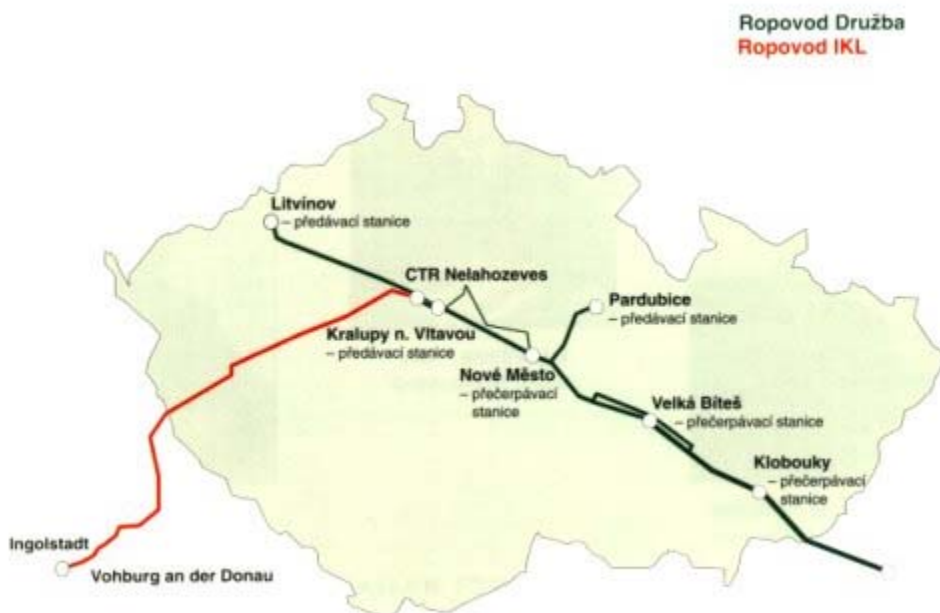 Ropovod Družba
Ropovod IKL
Litvínov
– předávací stanice
CTR Nelahozeves
Pardubice
– předávací stanice
Kralupy n. Vltavou
– předávací stanice
Nové Město
– přečerpávací
stanice
Velká Bíteš
– přečerpávací stanice
Klobouky
– přečerpávací
stanice
Ingolstadt
Vohburg an der Donau